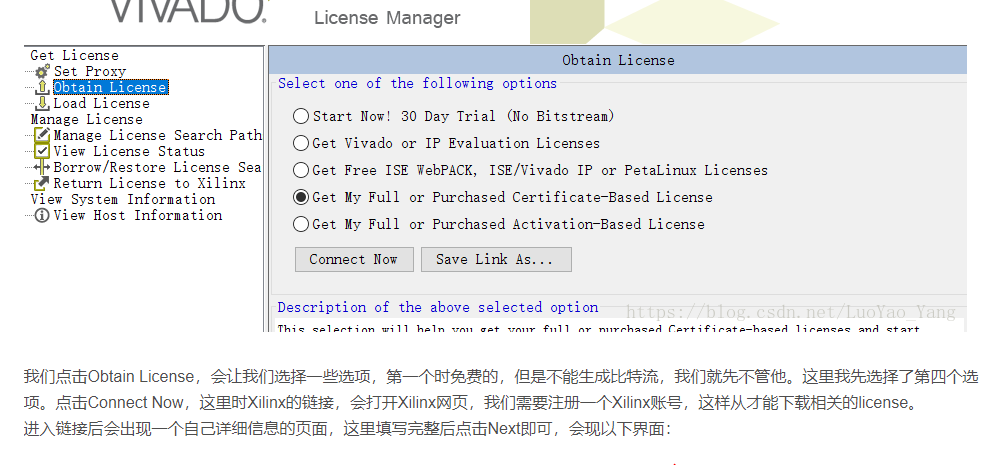 VIVADO.
License Manager
Get License
Set Proxy
Obtain License
Load License
Manage License
Manage License Search Path
View License Status
Borrow/Restore License Sea
Return License to Xilinx
View System Information
View Host Information
Obtain License
Select one of the following options
Start Now! 30 Day Trial (No Bitstream)
Get Vivado or IP Evaluation Licenses
Get Free ISE WebPACK, ISE/Vivado IP or PetaLinux Licenses
Get My Full or Purchased Certificate-Based License
Get My Full or Purchased Activation-Based License
Connect Now
Save Link As...
Description of the above selected option
https://blog.csdn.net/LuoYao_Yang
This selection will help you get your full or purchased Certificate-based licenses and start
我们点击Obtain License，会让我们选择一些选项，第一个时免费的，但是不能生成比特流，我们就先不管他。这里我先选择了第四个选
项。点击Connect Now，这里时Xilinx的链接，会打开Xilinx网页，我们需要注册一个Xilinx账号，这样从才能下载相关的license。
进入链接后会出现一个自己详细信息的页面，这里填写完整后点击Next即可，会现以下界面：